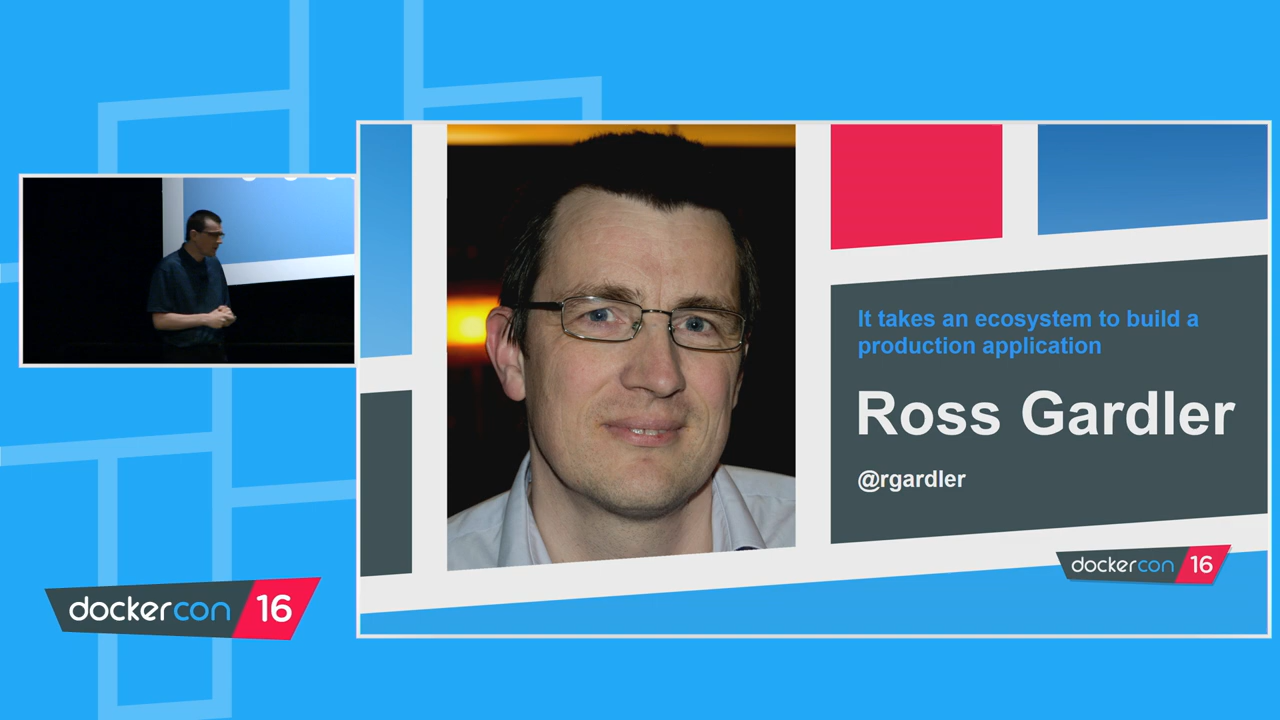 It takes an ecosystem to build a
production application
Ross Gardler
@rgardler
dockercon 16
dockercon 16